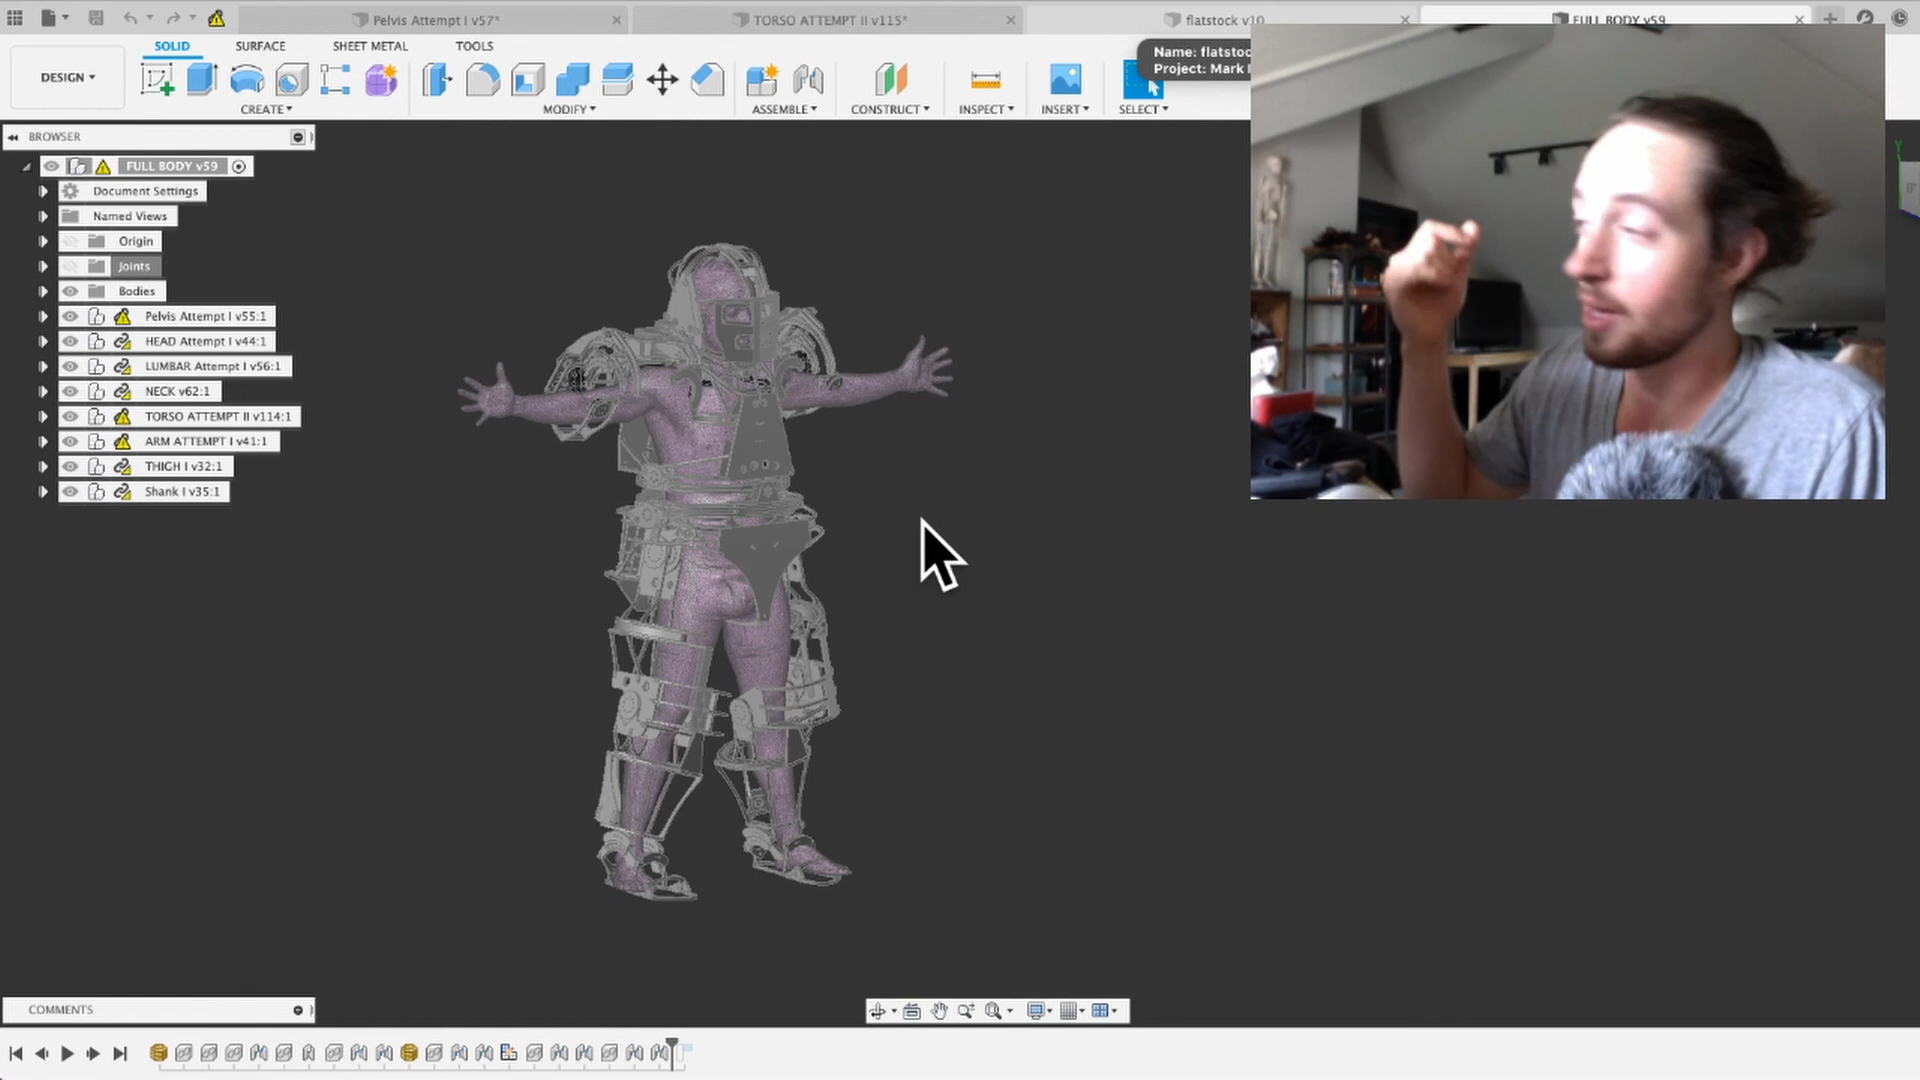 Pelvis Attempt I v57*
TORSO ATTEMPT II v115*
flatstock v10
FULL BODY v59
SOLID
SURFACE
SHEET METAL
TOOLS
Name: flatstoc
Project: Mark
DESIGN
CREATE
MODIFY
ASSEMBLE
CONSTRUCT
INSPECT
INSERT
SELECT
BROWSER
FULL BODY v59
Document Settings
Named Views
Origin
Joints
Bodies
Pelvis Attempt I v55:1
HEAD Attempt I v44:1
LUMBAR Attempt I v56:1
NECK v62:1
TORSO ATTEMPT II v114:1
ARM ATTEMPT I v41:1
THIGH I v32:1
Shank I v35:1
COMMENTS